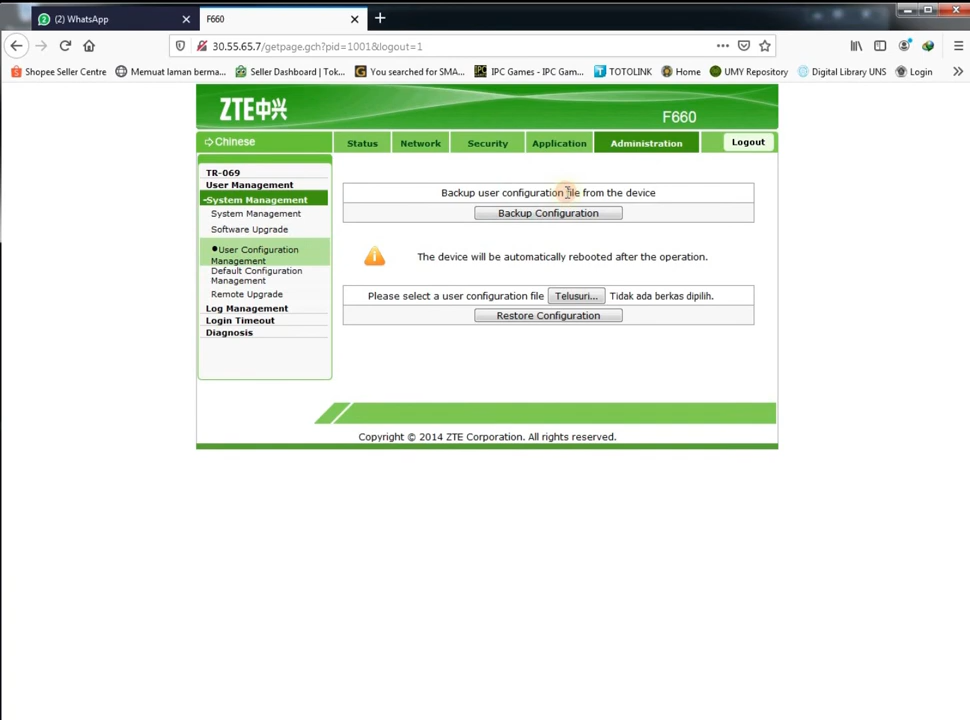 (2) WhatsApp
F660
30.55.65.7/getpage.gch?pid=1001&logout=1
Shopee Seller Centre
Memuat laman berma...
Seller Dashboard | Tok...
You searched for SMA...
IPC Games - IPC Gam...
TOTOLINK
Home
UMY Repository
Digital Library UNS
Login
ZTE中兴
F660
Chinese
Status
Network
Security
Application
Administration
Logout
TR-069
User Management
-System Management
System Management
Software Upgrade
User Configuration
Management
Default Configuration
Management
Remote Upgrade
Log Management
Login Timeout
Diagnosis
Backup user configuration file from the device
Backup Configuration
The device will be automatically rebooted after the operation.
Please select a user configuration file Telusuri... Tidak ada berkas dipilih.
Restore Configuration
Copyright © 2014 ZTE Corporation. All rights reserved.